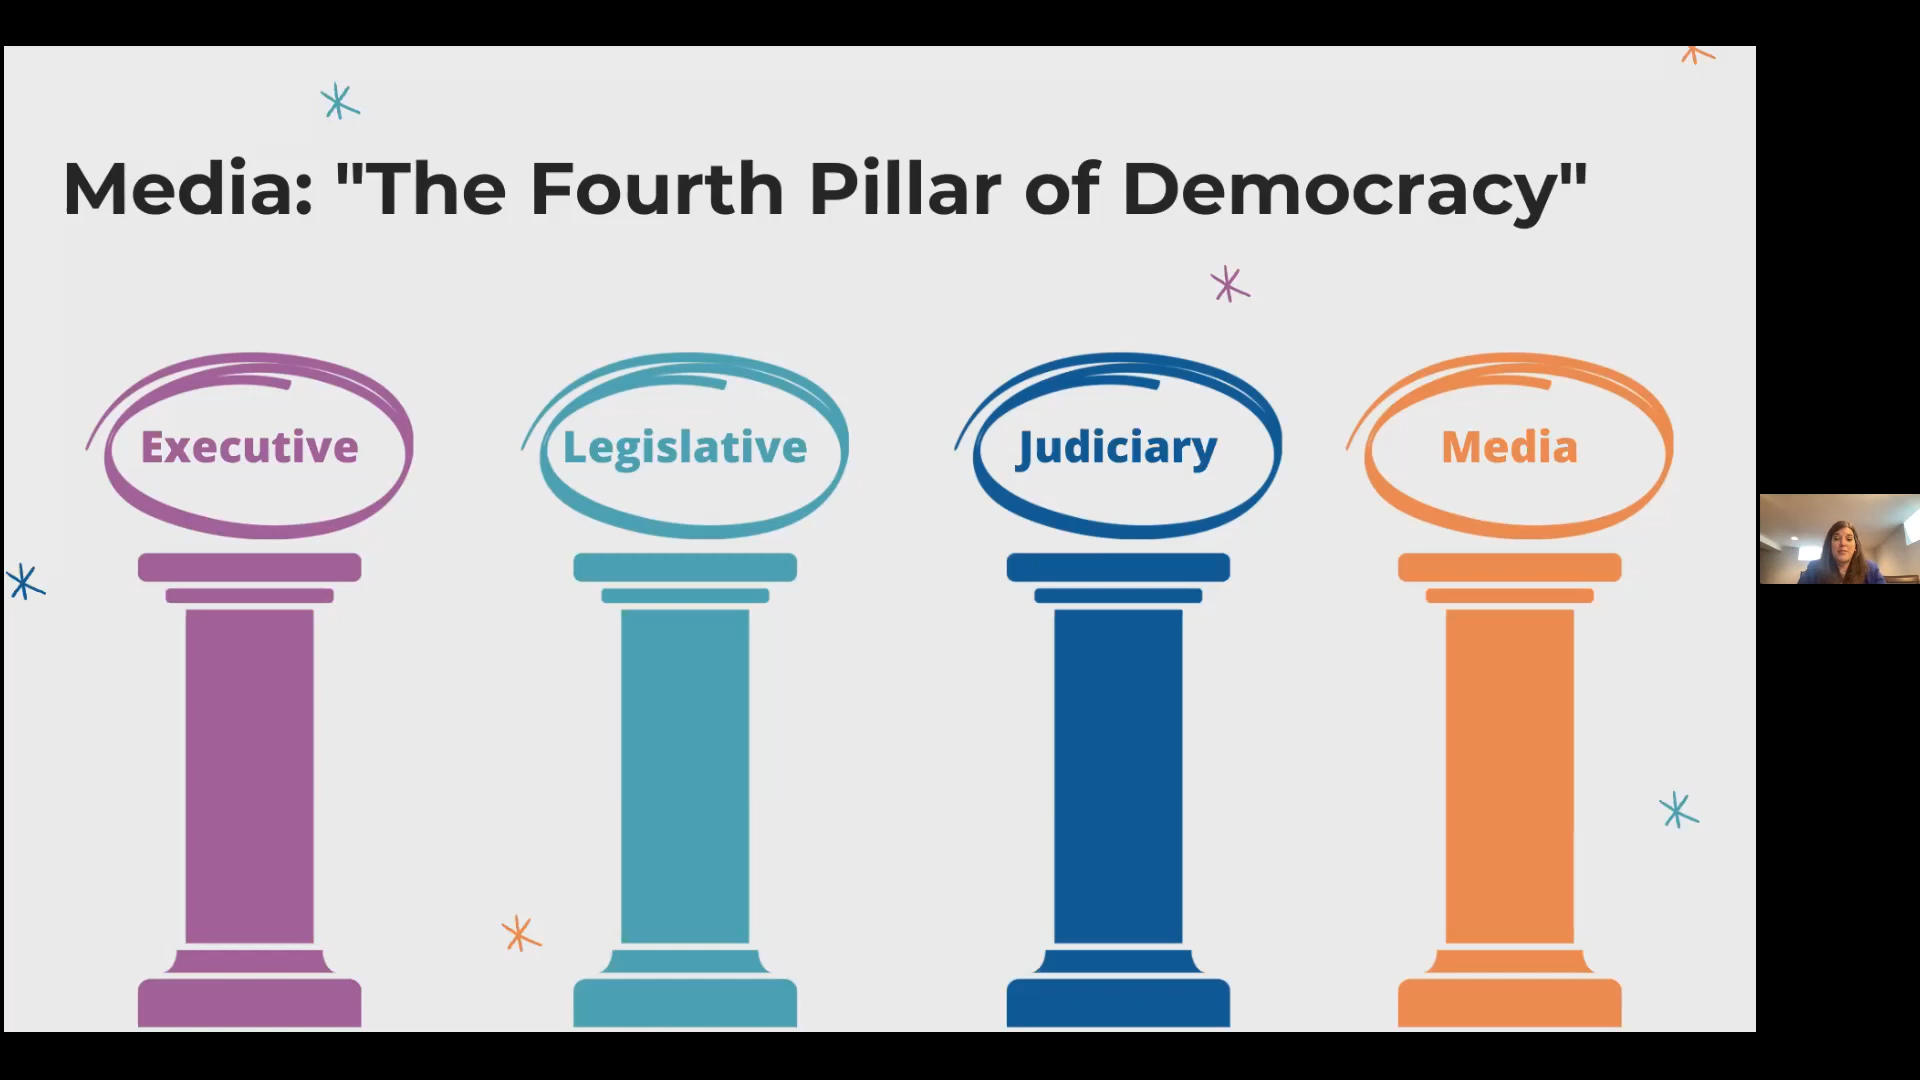 Media: "The Fourth Pillar of Democracy"
Executive
Legislative
Judiciary
Media